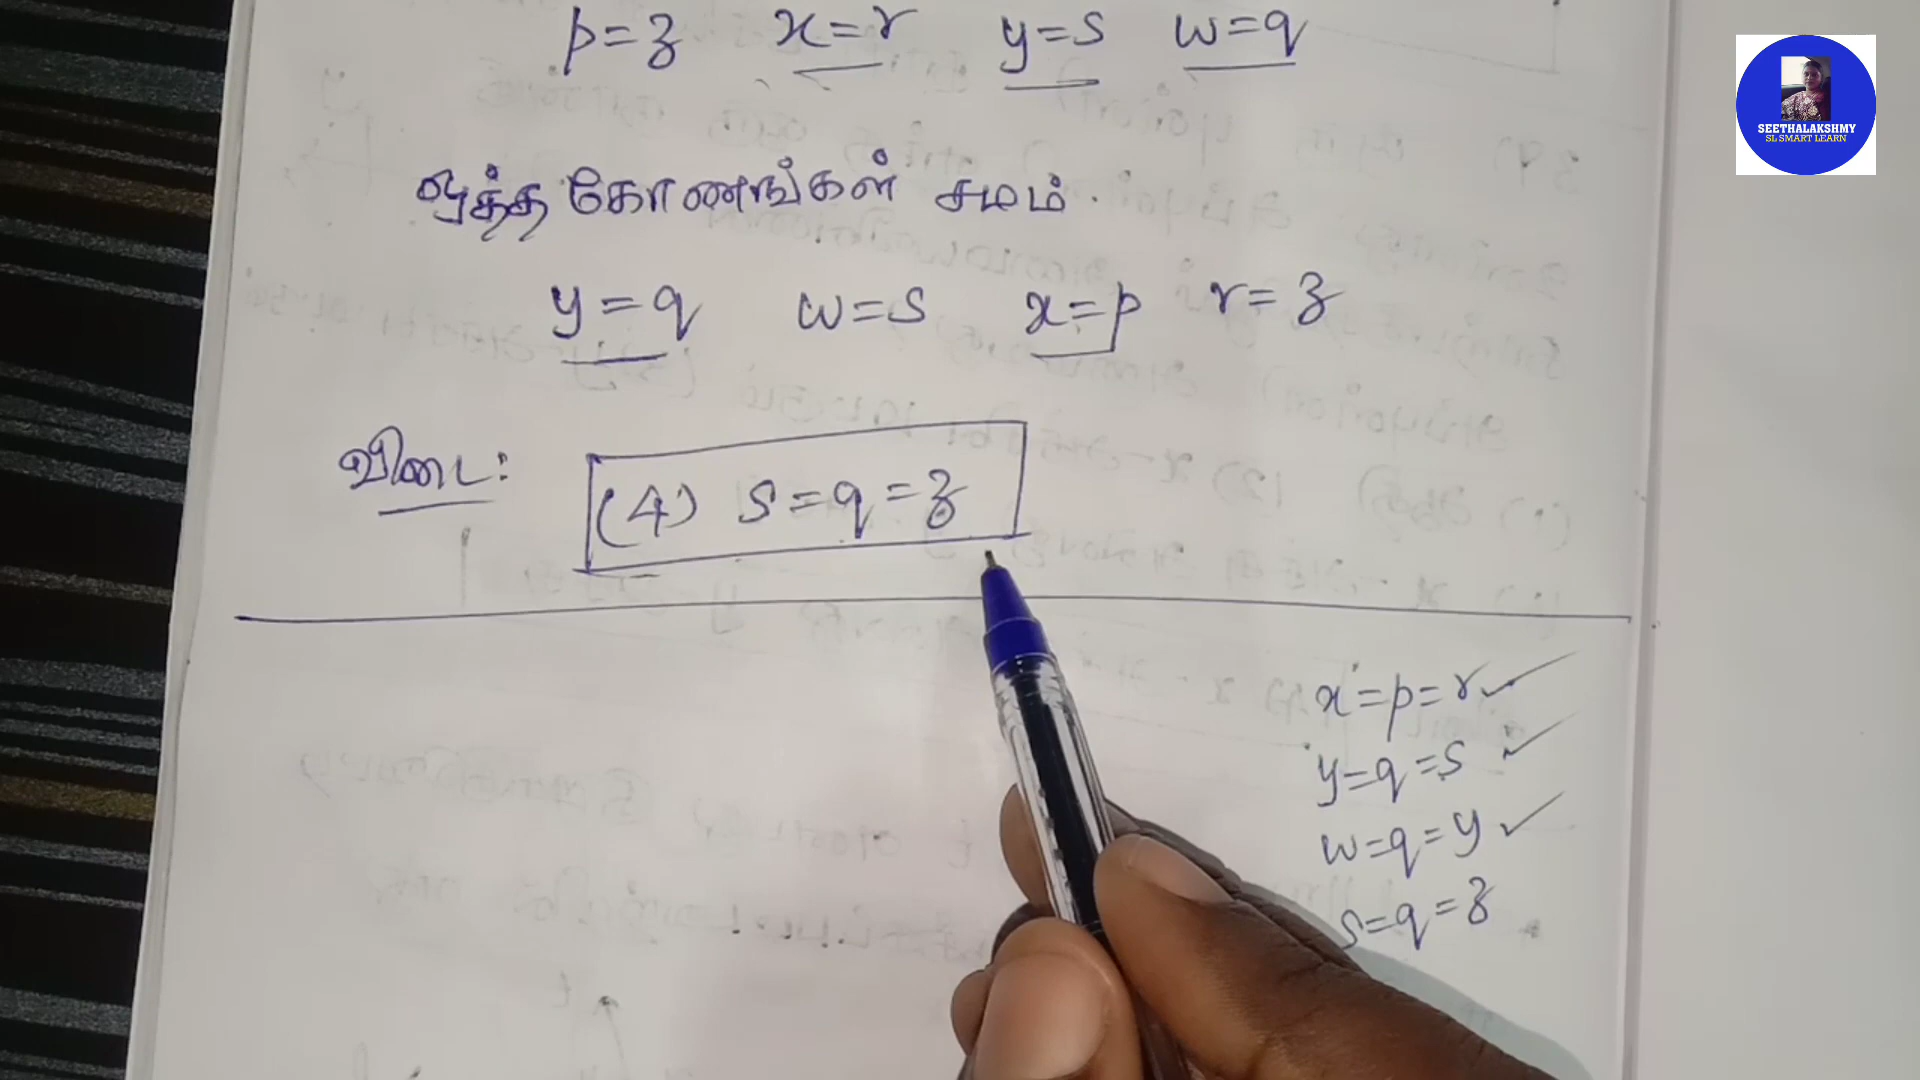 p=z x=r y=s w=q
ஒத்த கோணங்கள் சமம்.
y=q w=s x=p r=z
விடை:
(4) s=q=z
x=p=r ✓
y=q=s ✓
w=q=y ✓
s=q=z
SEETHALAKSHMY
SL SMART LEARN